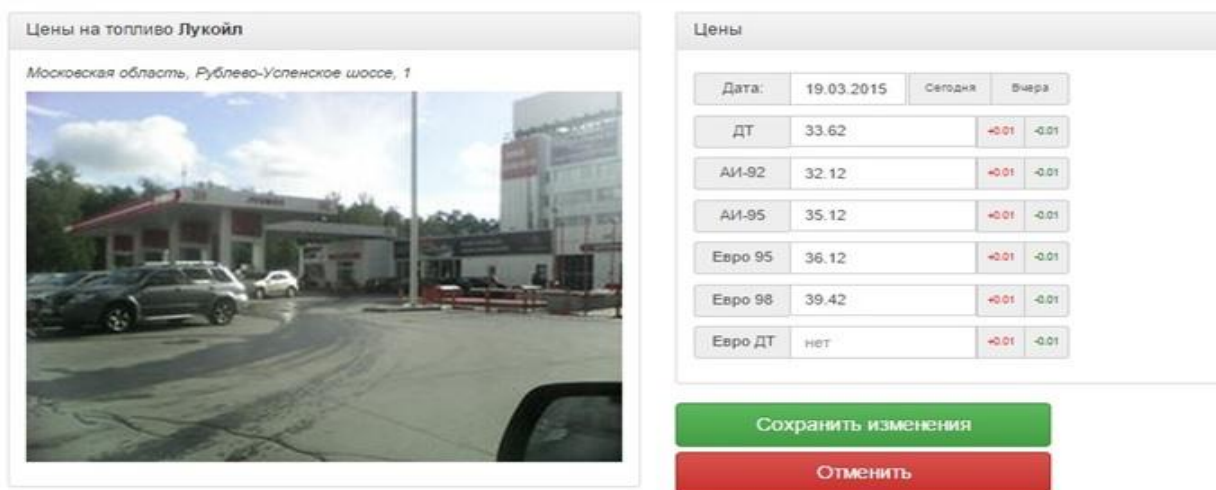 Цены на топливо Лукойл
Московская область, Рублево-Успенское шоссе, 1
Цены
Дата: 19.03.2015 Сегодня Вчера
ДТ 33.62 +0.01 -0.01
АИ-92 32.12 +0.01 -0.01
АИ-95 35.12 +0.01 -0.01
Евро 95 36.12 +0.01 -0.01
Евро 98 39.42 +0.01 -0.01
Евро ДТ нет +0.01 -0.01
Сохранить изменения
Отменить